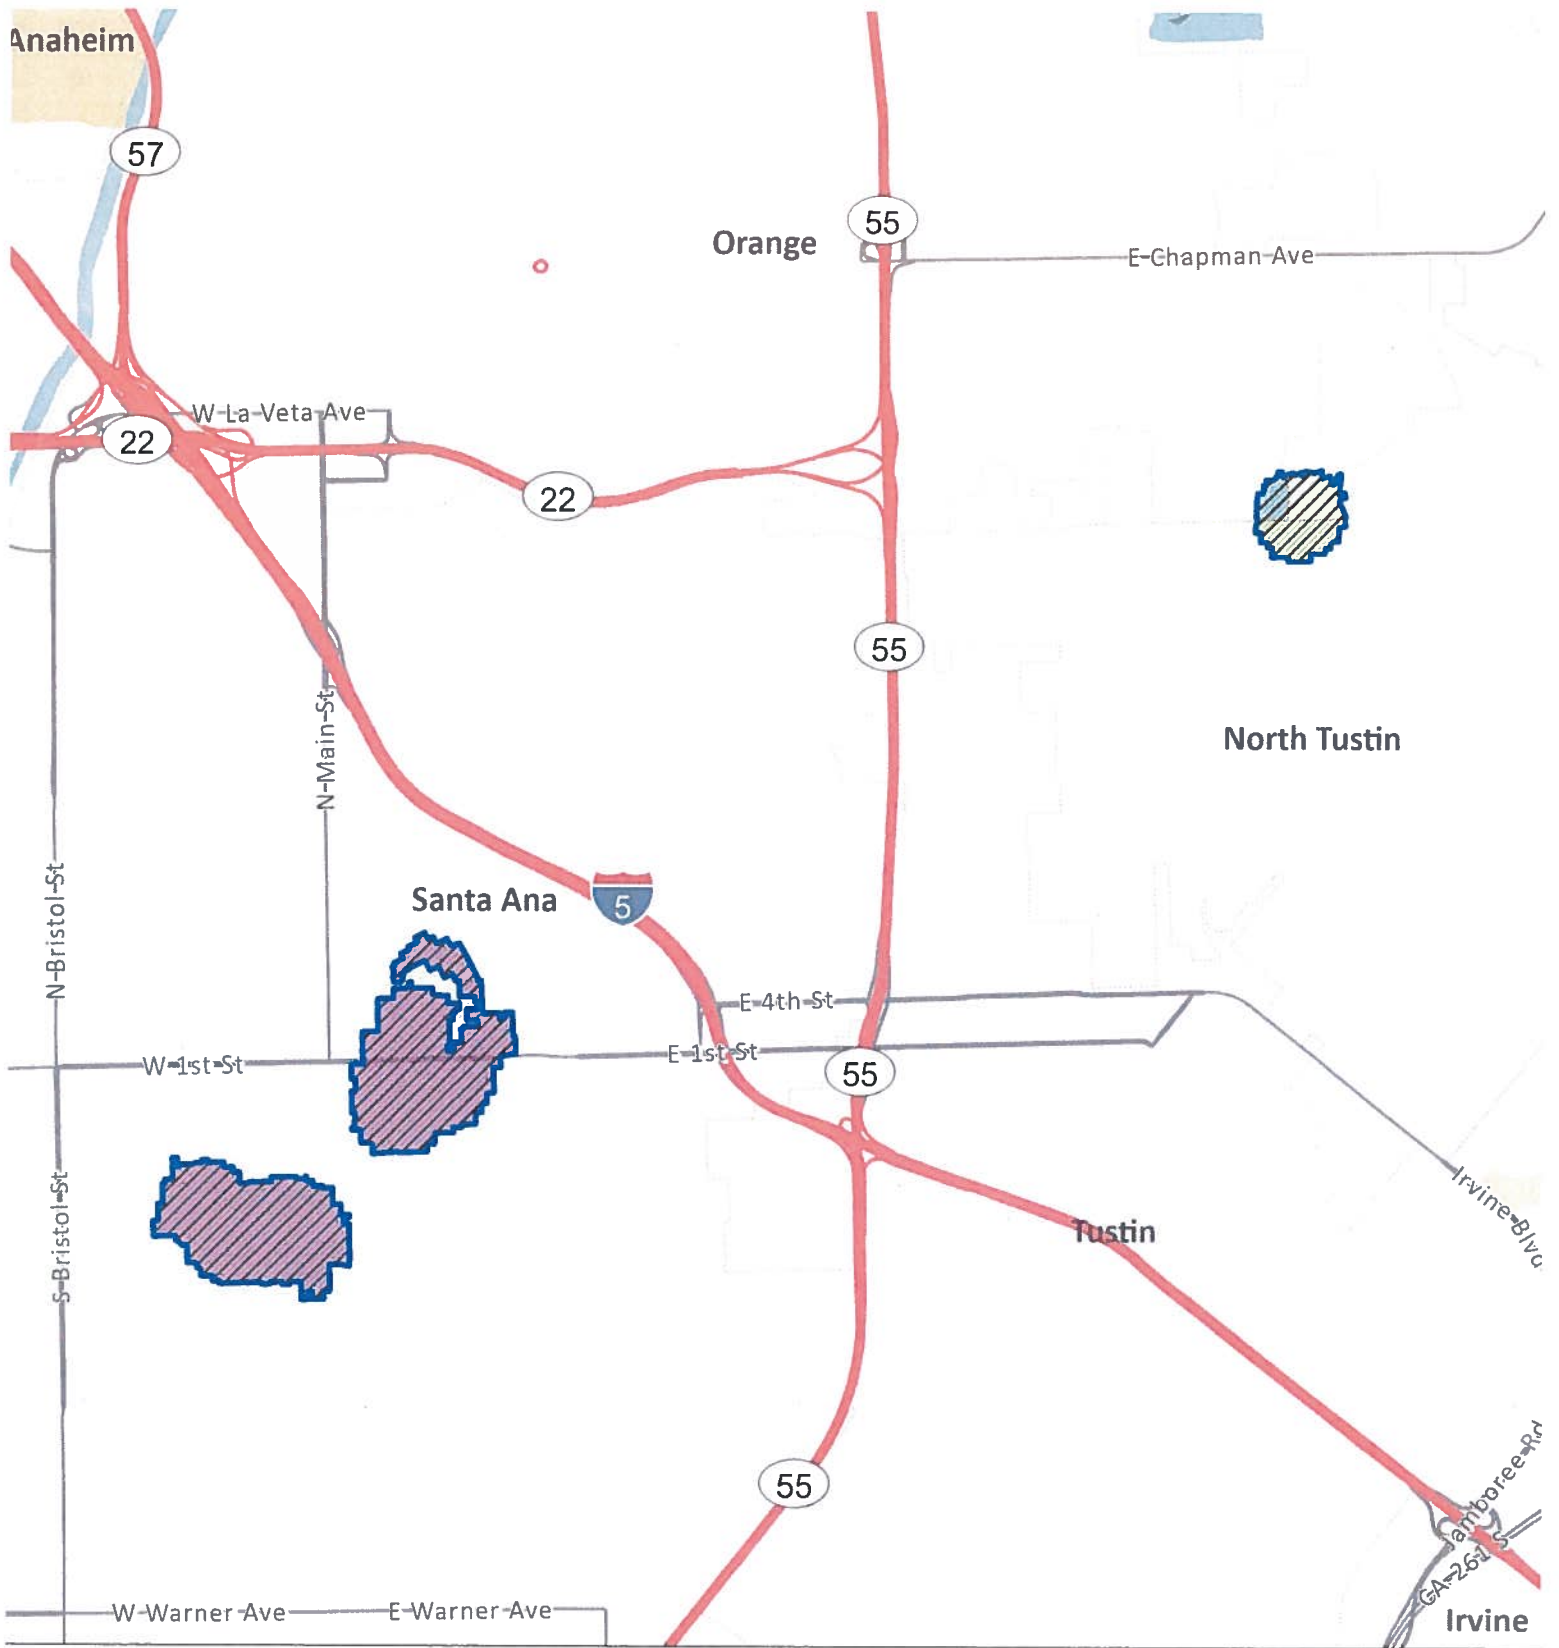 Anaheim
57
55
Orange
E-Chapman-Ave
W-La-Veta-Ave
22
22
55
N-Main-St
North Tustin
N-Bristol-St
Santa Ana
5
E-4th-St
W-1st-St
E-1st-St
55
S-Bristol-St
Irvine-Blvd
Tustin
55
Jamboree-Rd
CA-261-S
W-Warner Ave
E-Warner-Ave
Irvine